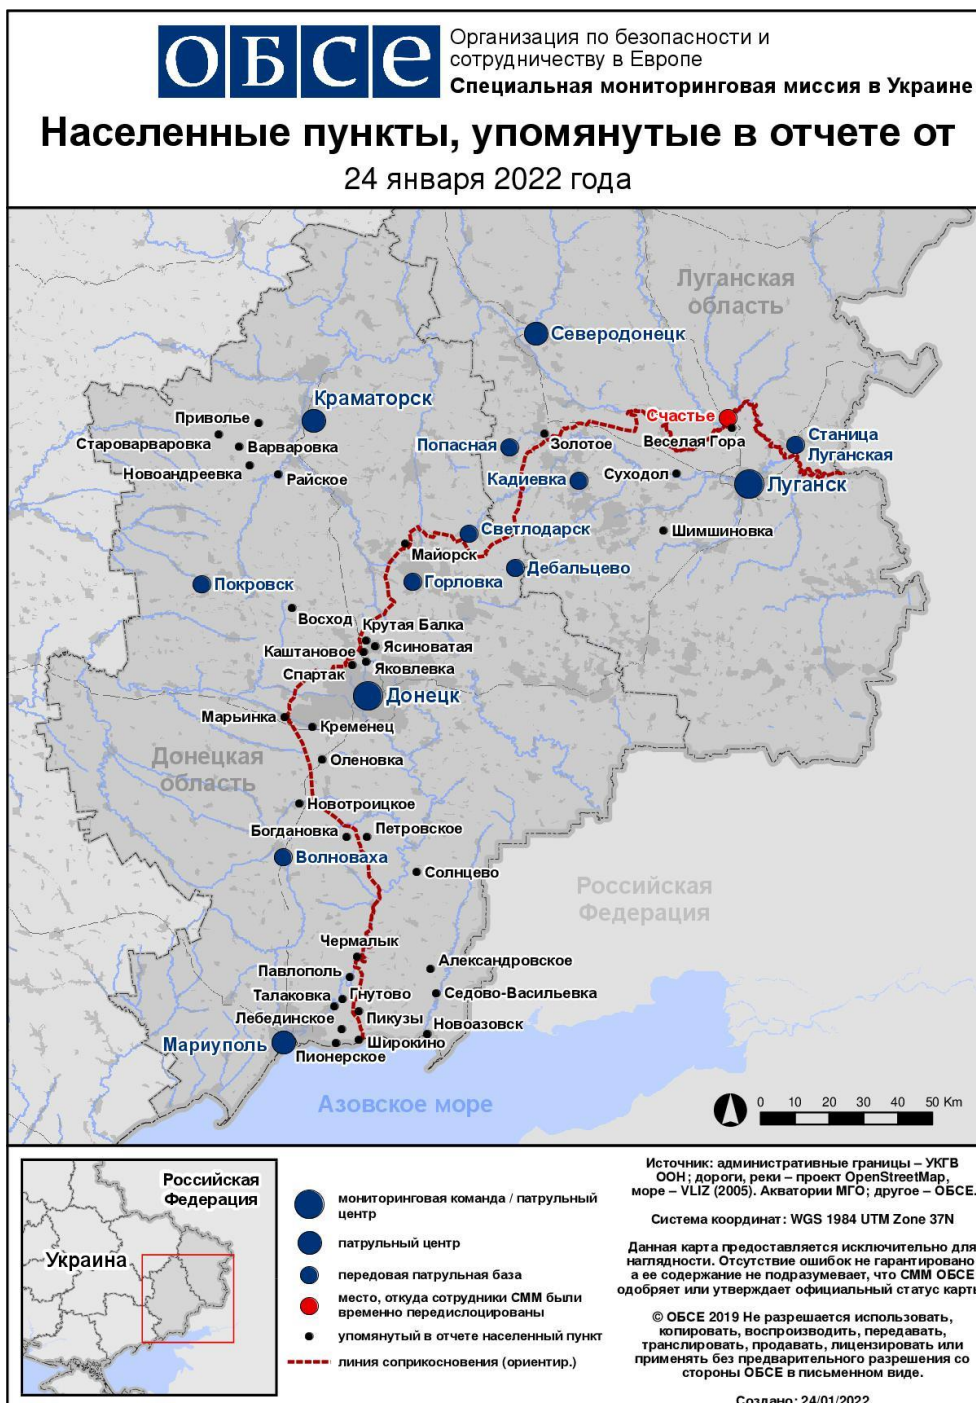 ОБСЕ
Организация по безопасности и
сотрудничеству в Европе
Специальная мониторинговая миссия в Украине
Населенные пункты, упомянутые в отчете от
24 января 2022 года
Луганская
область
Северодонецк
Краматорск
Приволье
Староварваровка
Варваровка
Новоандреевка
Райское
Попасная
Золотое
Счастье
Веселая Гора
Станица
Луганская
Кадиевка
Суходол
Луганск
Светлодарск
Шимшиновка
Майорск
Горловка
Дебальцево
Покровск
Восход
Крутая Балка
Каштановое
Ясиноватая
Спартак
Яковлевка
Донецк
Марьинка
Кременец
Донецкая
область
Оленовка
Новотроицкое
Богдановка
Петровское
Волноваха
Солнцево
Российская
Федерация
Чермалык
Александровское
Павлополь
Талаковка
Гнутово
Седово-Васильевка
Лебединское
Пикузы
Новоазовск
Мариуполь
Широкино
Пионерское
Азовское море
0 10 20 30 40 50 Км
Российская
Федерация
Украина
мониторинговая команда / патрульный
центр
патрульный центр
передовая патрульная база
место, откуда сотрудники СММ были
временно передислоцированы
упомянутый в отчете населенный пункт
линия соприкосновения (ориентир.)
Источник: административные границы – УКГВ
ООН; дороги, реки – проект OpenStreetMap,
море – VLIZ (2005). Акватории МГО; другое – ОБСЕ.
Система координат: WGS 1984 UTM Zone 37N
Данная карта предоставляется исключительно для
наглядности. Отсутствие ошибок не гарантировано
а ее содержание не подразумевает, что СММ ОБСЕ
одобряет или утверждает официальный статус карты
© ОБСЕ 2019 Не разрешается использовать,
копировать, воспроизводить, передавать,
транслировать, продавать, лицензировать или
применять без предварительного разрешения со
стороны ОБСЕ в письменном виде.
Создано: 24/01/2022